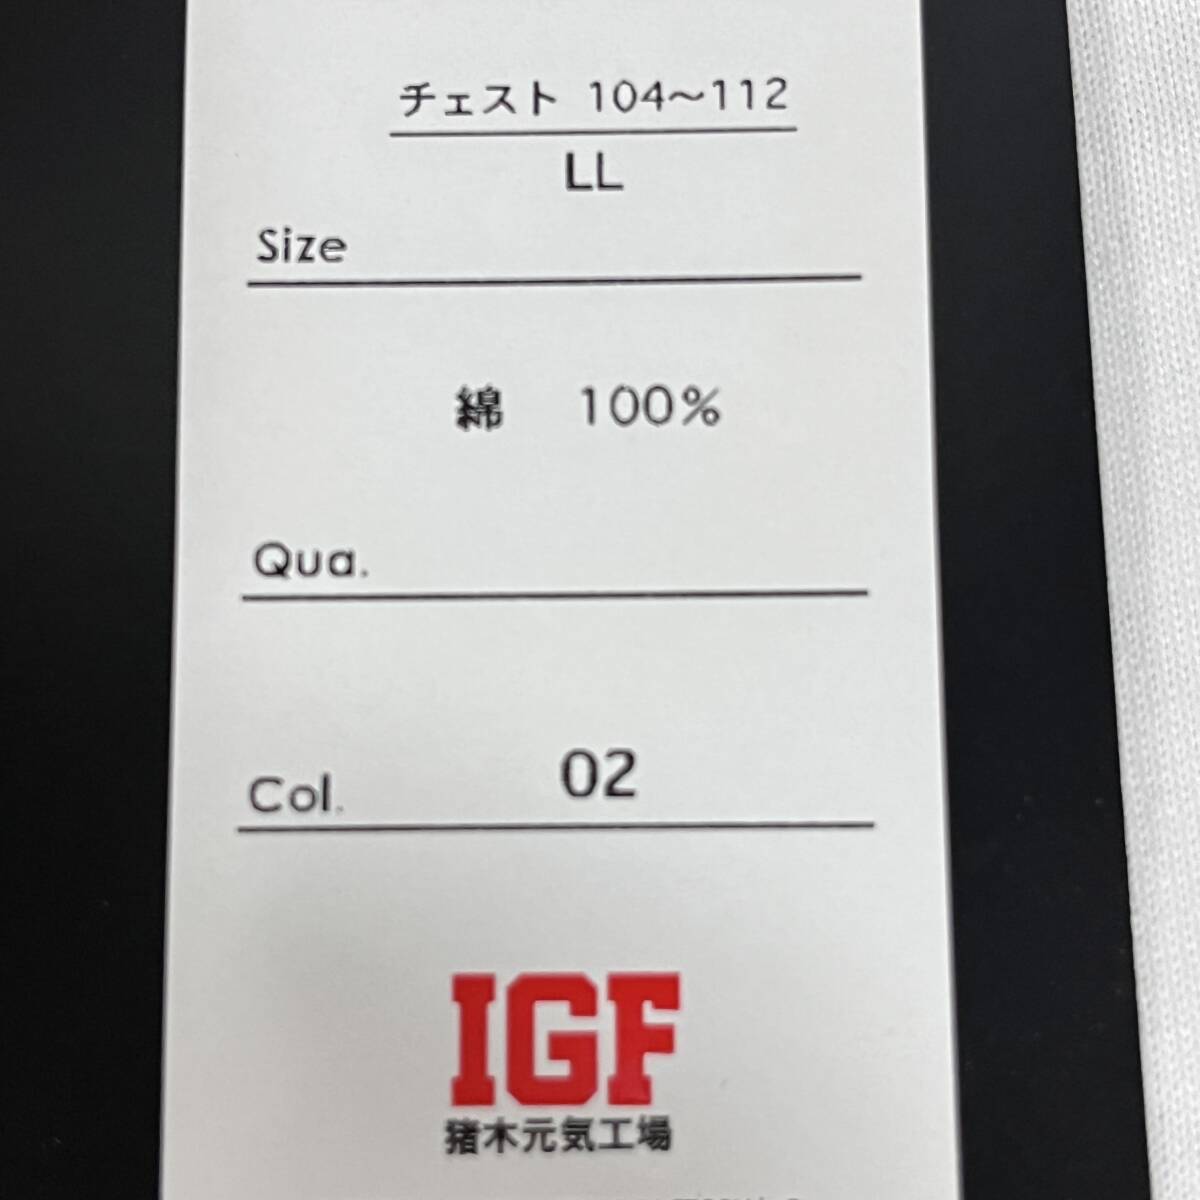 チェスト 104～112
LL
Size
綿 100%
Qua.
Col. 02
IGF
猪木元気工場